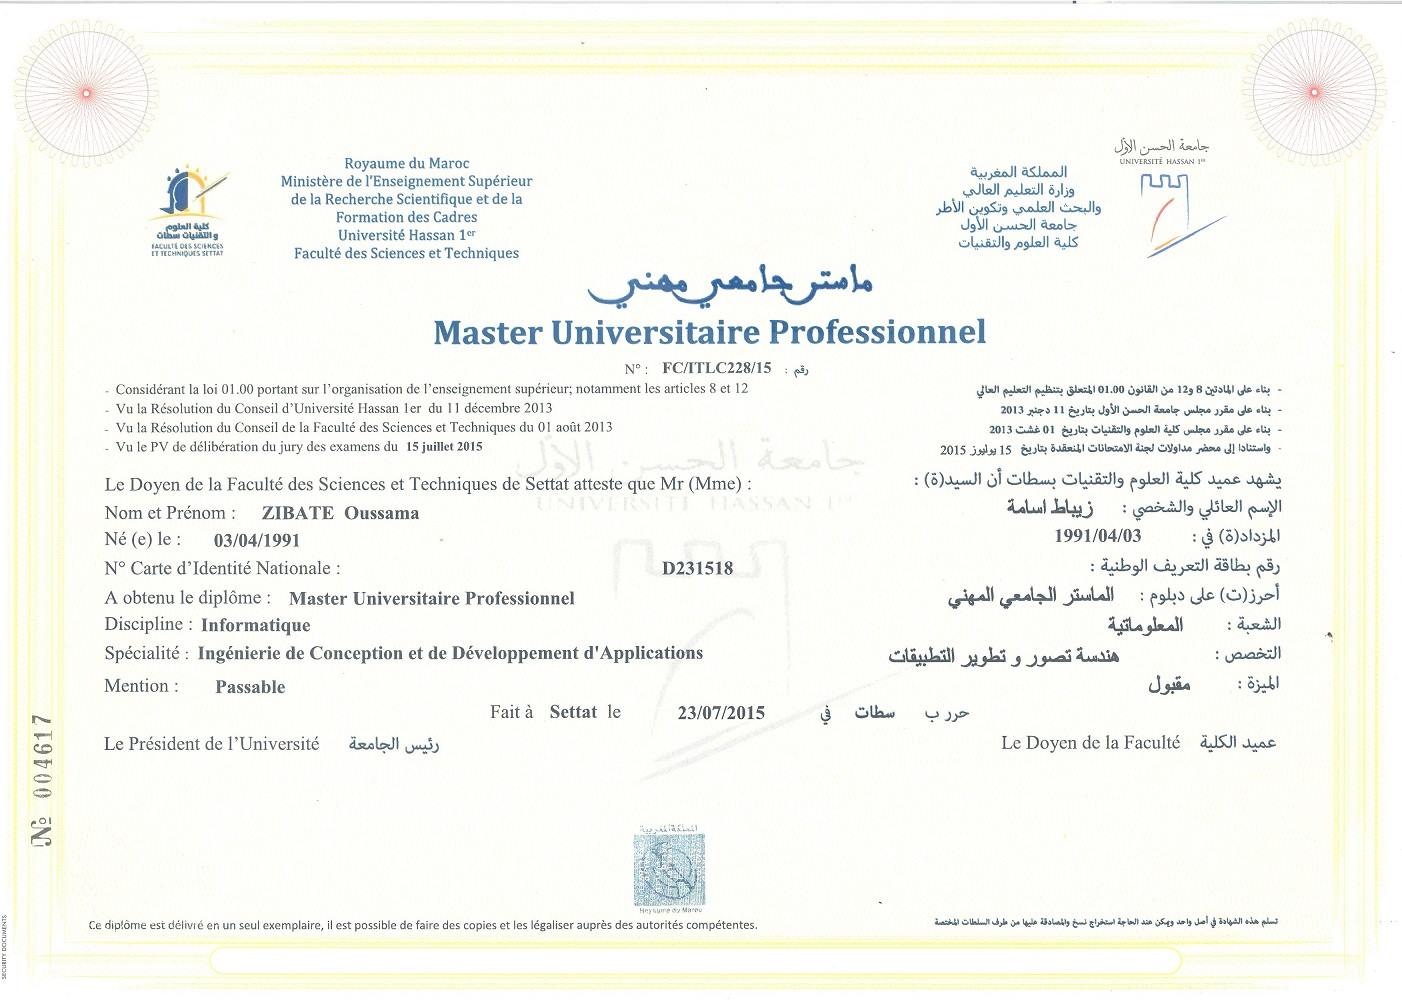 جامعة الحسن الأول
UNIVERSITÉ HASSAN 1er
كلية العلوم
و التقنيات سطات
FACULTÉ DES SCIENCES
ET TECHNIQUES SETTAT
Royaume du Maroc
Ministère de l'Enseignement Supérieur
de la Recherche Scientifique et de la
Formation des Cadres
Université Hassan 1er
Faculté des Sciences et Techniques
المملكة المغربية
وزارة التعليم العالي
والبحث العلمي وتكوين الأطر
جامعة الحسن الأول
كلية العلوم والتقنيات
ماستر جامعي مهني
Master Universitaire Professionnel
N° : FC/ITLC228/15 : رقم
- Considérant la loi 01.00 portant sur l'organisation de l'enseignement supérieur; notamment les articles 8 et 12
- بناء على المادتين 8 و12 من القانون 01.00 المتعلق بتنظيم التعليم العالي
- Vu la Résolution du Conseil d'Université Hassan 1er du 11 décembre 2013
- بناء على مقرر مجلس جامعة الحسن الأول بتاريخ 11 دجنبر 2013
- Vu la Résolution du Conseil de la Faculté des Sciences et Techniques du 01 août 2013
- بناء على مقرر مجلس كلية العلوم والتقنيات بتاريخ 01 غشت 2013
- Vu le PV de délibération du jury des examens du 15 juillet 2015
- واستنادا إلى محضر مداولات لجنة الامتحانات المنعقدة بتاريخ 15 يوليوز 2015
جامعة الحسن الأول
UNIVERSITÉ HASSAN 1er
Le Doyen de la Faculté des Sciences et Techniques de Settat atteste que Mr (Mme) :
يشهد عميد كلية العلوم والتقنيات بسطات أن السيد(ة) :
Nom et Prénom : ZIBATE Oussama
الإسم العائلي والشخصي : زيباط اسامة
Né (e) le : 03/04/1991
المزداد(ة) في : 1991/04/03
N° Carte d'Identité Nationale : D231518 رقم بطاقة التعريف الوطنية :
A obtenu le diplôme : Master Universitaire Professionnel
أحرز(ت) على دبلوم : الماستر الجامعي المهني
Discipline : Informatique
الشعبة : المعلوماتية
Spécialité : Ingénierie de Conception et de Développement d'Applications
التخصص : هندسة تصور و تطوير التطبيقات
Mention : Passable
الميزة : مقبول
Fait à Settat le 23/07/2015 حرر ب سطات في
Le Président de l'Université رئيس الجامعة
Le Doyen de la Faculté عميد الكلية
N° 004617
المملكة المغربية
Royaume du Maroc
Ce diplôme est délivré en un seul exemplaire, il est possible de faire des copies et les légaliser auprès des autorités compétentes.
تسلم هذه الشهادة في أصل واحد ويمكن عند الحاجة استخراج نسخ والمصادقة عليها من طرف السلطات المختصة
SECURITY DOCUMENTS